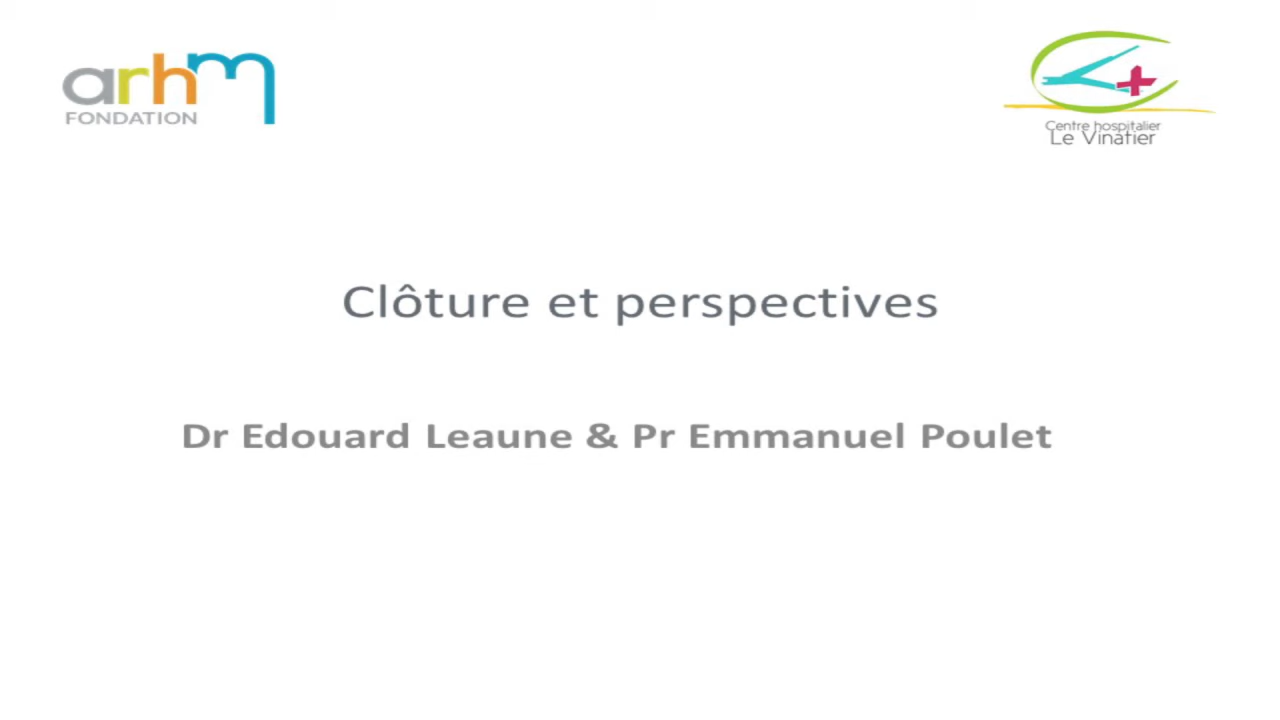 arhm
FONDATION
Centre hospitalier
Le Vinatier
Clôture et perspectives
Dr Edouard Leaune & Pr Emmanuel Poulet